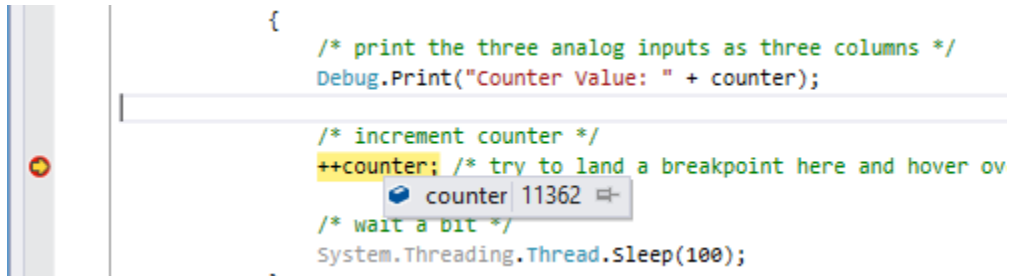 {
/* print the three analog inputs as three columns */
Debug.Print("Counter Value: " + counter);
/* increment counter */
++counter; /* try to land a breakpoint here and hover ov
counter 11362
/* wait a bit */
System.Threading.Thread.Sleep(100);